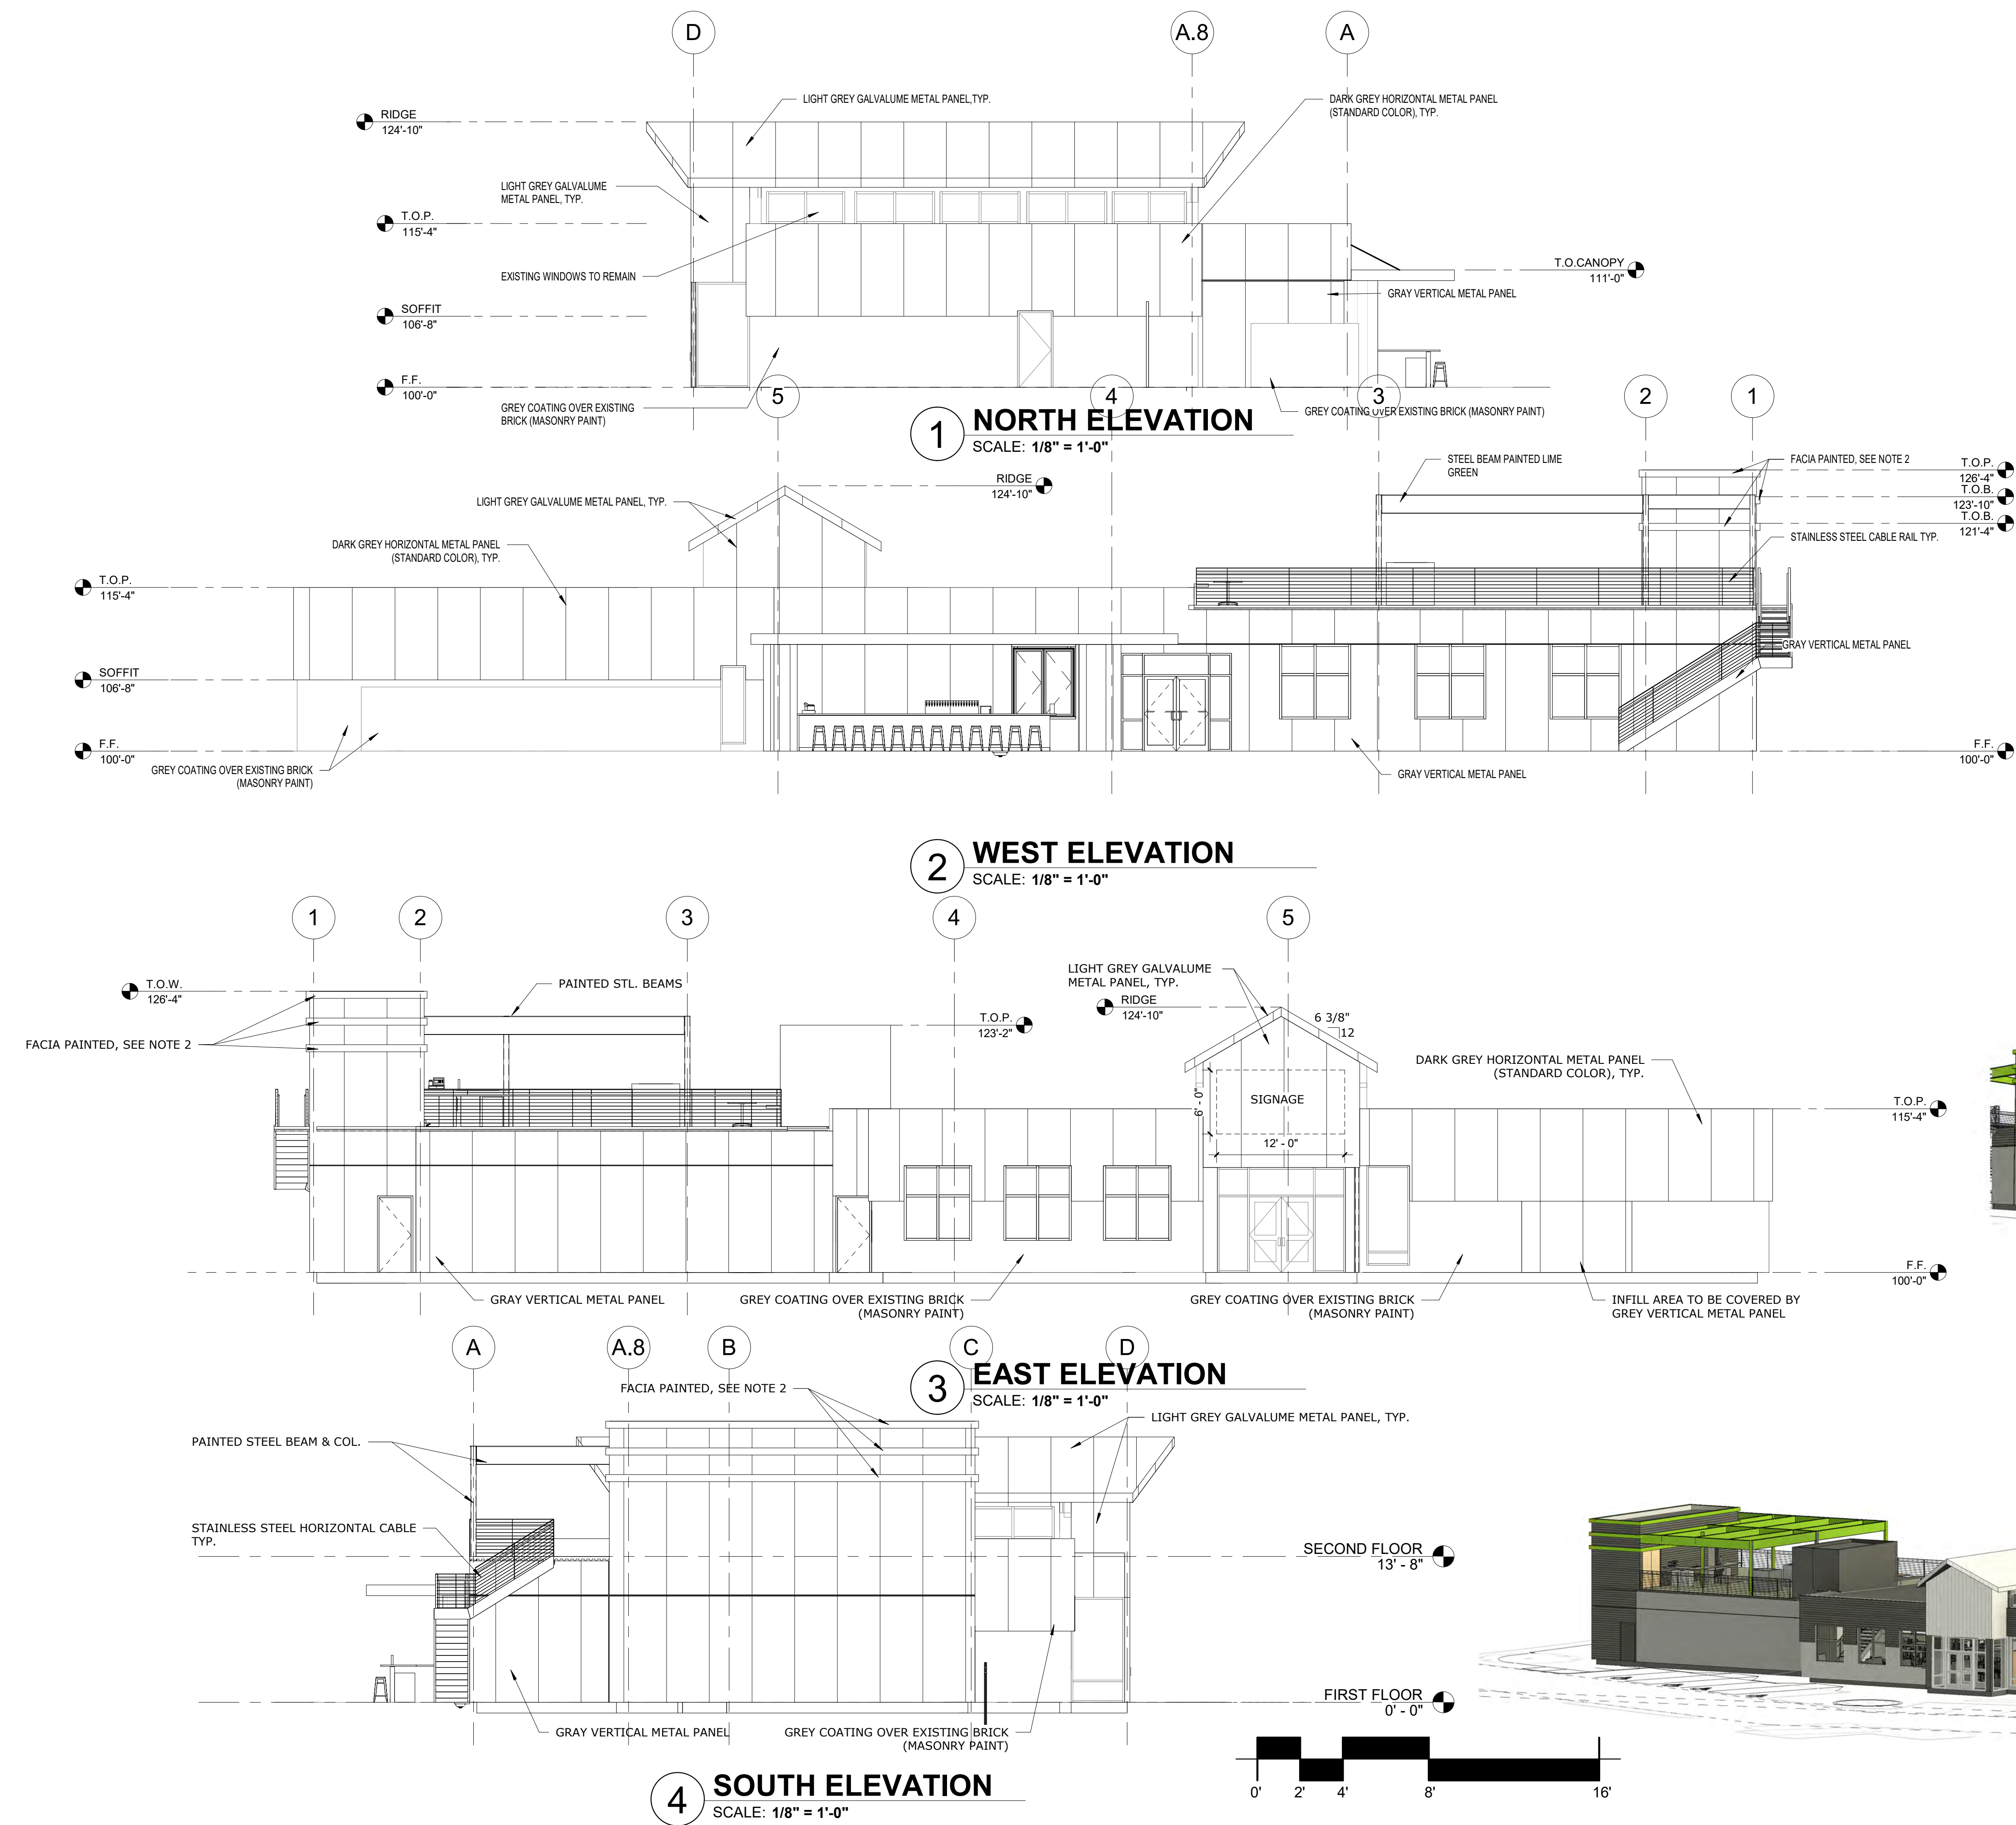 D
A.8
A
LIGHT GREY GALVALUME METAL PANEL,TYP.
DARK GREY HORIZONTAL METAL PANEL
(STANDARD COLOR), TYP.
RIDGE
124'-10"
LIGHT GREY GALVALUME
METAL PANEL, TYP.
T.O.P.
115'-4"
T.O.CANOPY
111'-0"
EXISTING WINDOWS TO REMAIN
GRAY VERTICAL METAL PANEL
SOFFIT
106'-8"
F.F.
100'-0"
GREY COATING OVER EXISTING
BRICK (MASONRY PAINT)
GREY COATING OVER EXISTING BRICK (MASONRY PAINT)
1
NORTH ELEVATION
SCALE: 1/8" = 1'-0"
5
4
3
2
1
STEEL BEAM PAINTED LIME
GREEN
FACIA PAINTED, SEE NOTE 2
T.O.P.
126'-4"
T.O.B.
123'-10"
T.O.B.
121'-4"
RIDGE
124'-10"
LIGHT GREY GALVALUME METAL PANEL, TYP.
STAINLESS STEEL CABLE RAIL TYP.
DARK GREY HORIZONTAL METAL PANEL
(STANDARD COLOR), TYP.
T.O.P.
115'-4"
GRAY VERTICAL METAL PANEL
SOFFIT
106'-8"
F.F.
100'-0"
F.F.
100'-0"
GREY COATING OVER EXISTING BRICK
(MASONRY PAINT)
GRAY VERTICAL METAL PANEL
2
WEST ELEVATION
SCALE: 1/8" = 1'-0"
1
2
3
4
5
T.O.W.
126'-4"
PAINTED STL. BEAMS
LIGHT GREY GALVALUME
METAL PANEL, TYP.
RIDGE
124'-10"
T.O.P.
123'-2"
6 3/8"
12
FACIA PAINTED, SEE NOTE 2
DARK GREY HORIZONTAL METAL PANEL
(STANDARD COLOR), TYP.
SIGNAGE
6' - 0"
12' - 0"
T.O.P.
115'-4"
F.F.
100'-0"
GRAY VERTICAL METAL PANEL
GREY COATING OVER EXISTING BRICK
(MASONRY PAINT)
GREY COATING OVER EXISTING BRICK
(MASONRY PAINT)
INFILL AREA TO BE COVERED BY
GREY VERTICAL METAL PANEL
3
EAST ELEVATION
SCALE: 1/8" = 1'-0"
A
A.8
B
C
D
FACIA PAINTED, SEE NOTE 2
LIGHT GREY GALVALUME METAL PANEL, TYP.
PAINTED STEEL BEAM & COL.
STAINLESS STEEL HORIZONTAL CABLE
TYP.
SECOND FLOOR
13' - 8"
FIRST FLOOR
0' - 0"
GRAY VERTICAL METAL PANEL
GREY COATING OVER EXISTING BRICK
(MASONRY PAINT)
4
SOUTH ELEVATION
SCALE: 1/8" = 1'-0"
0'
2'
4'
8'
16'